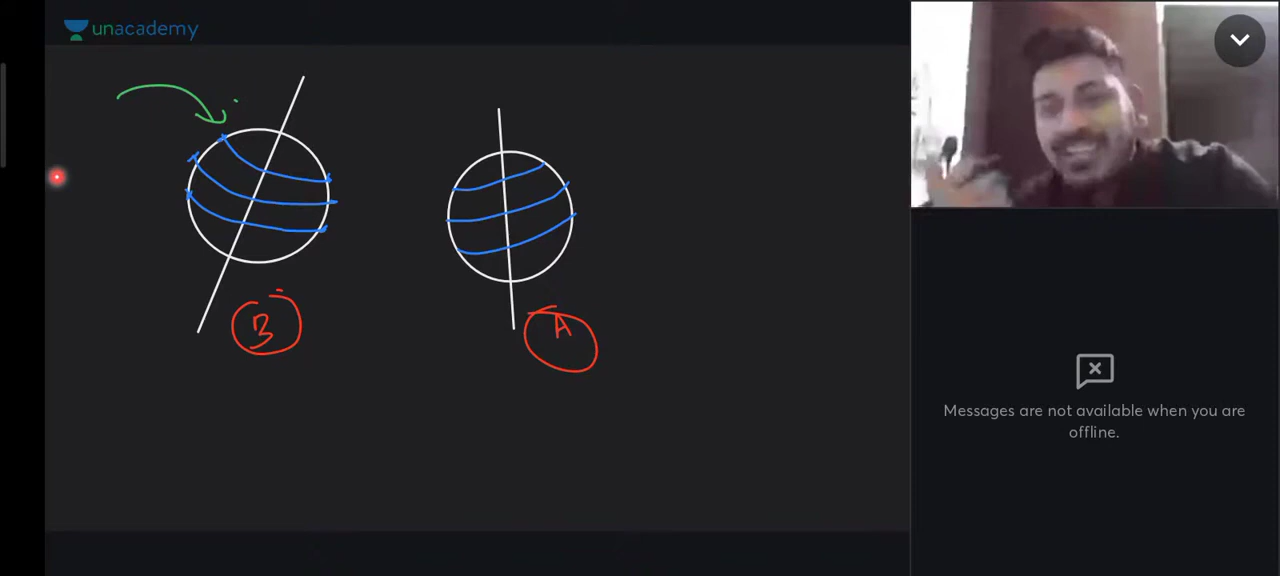 unacademy
B
A
Messages are not available when you are
offline.